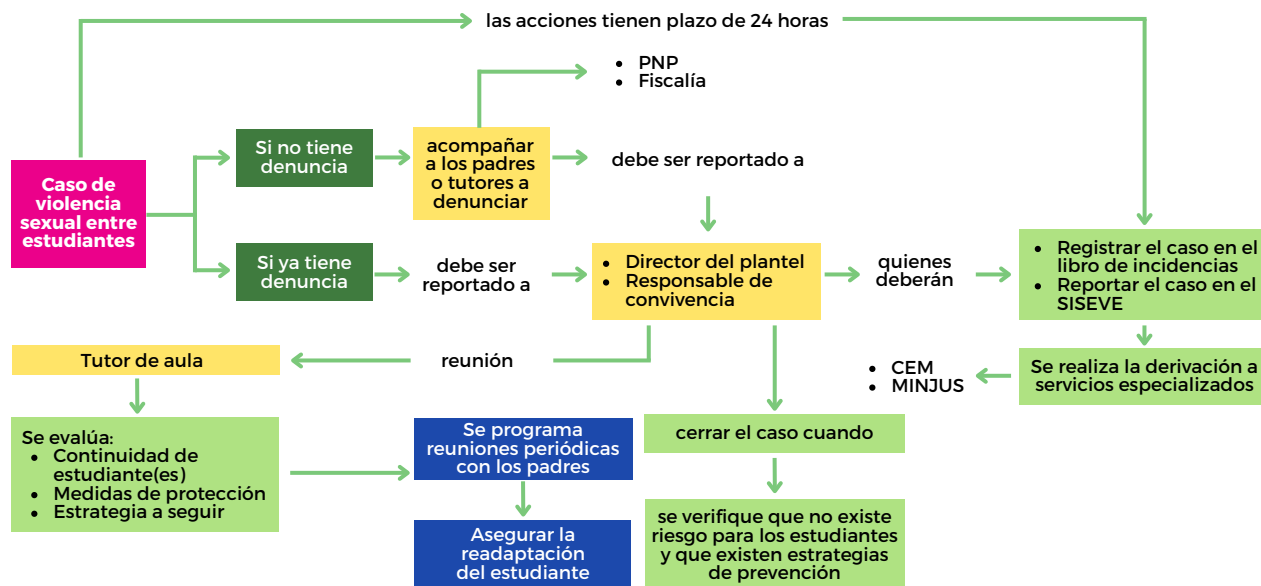 las acciones tienen plazo de 24 horas
• PNP
• Fiscalía
Caso de
violencia
sexual entre
estudiantes
Si no tiene
denuncia
acompañar
a los padres
o tutores a
denunciar
debe ser reportado a
Si ya tiene
denuncia
debe ser
reportado a
• Director del plantel
• Responsable de
convivencia
quienes
deberán
• Registrar el caso en el
libro de incidencias
• Reportar el caso en el
SISEVE
Tutor de aula
reunión
• CEM
• MINJUS
Se realiza la derivación a
servicios especializados
Se evalúa:
• Continuidad de
estudiante(es)
• Medidas de protección
• Estrategia a seguir
Se programa
reuniones periódicas
con los padres
cerrar el caso cuando
Asegurar la
readaptación
del estudiante
se verifique que no existe
riesgo para los estudiantes
y que existen estrategias
de prevención